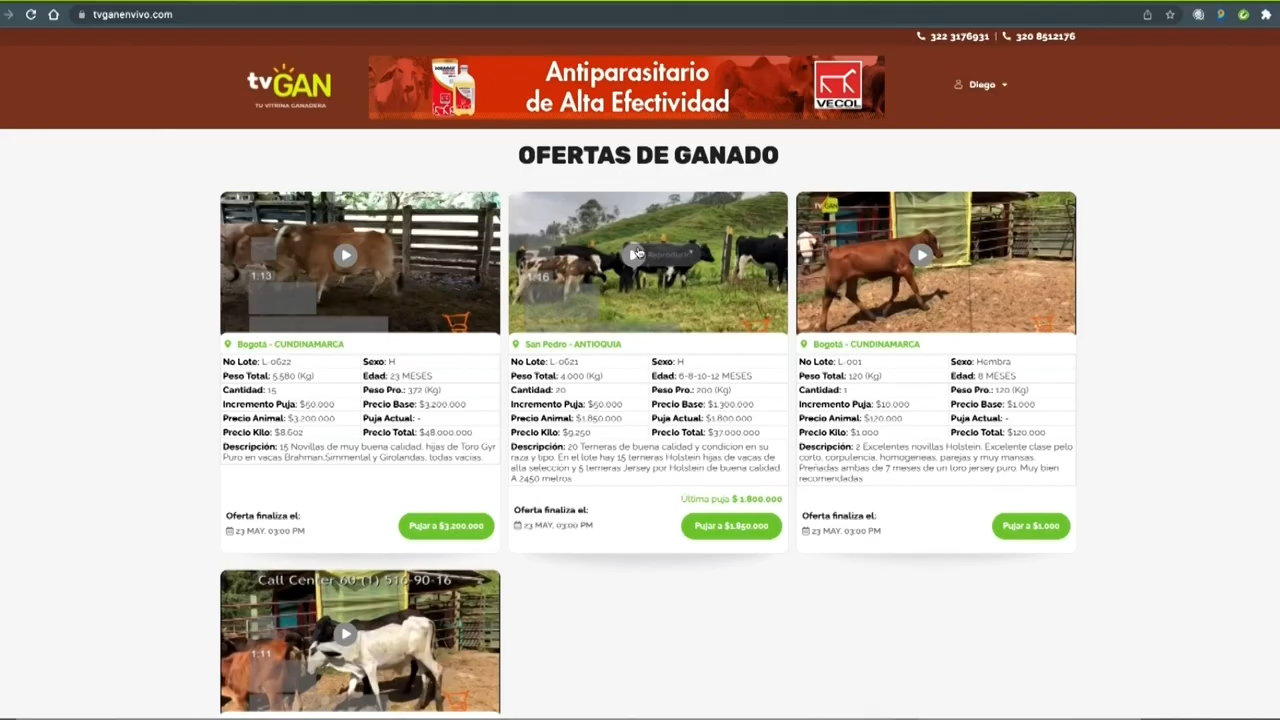 tvganenvivo.com
322 3176931 | 320 8512176
tvGAN
TU VITRINA GANADERA
Antiparasitario
de Alta Efectividad
VECOL
Diego
OFERTAS DE GANADO
1:13
Bogotá - CUNDINAMARCA
No Lote: L-0622 Sexo: H
Peso Total: 5.580 (Kg) Edad: 23 MESES
Cantidad: 15 Peso Pro.: 372 (Kg)
Incremento Puja: $50.000 Precio Base: $3.200.000
Precio Animal: $3.200.000 Puja Actual: -
Precio Kilo: $8.602 Precio Total: $48.000.000
Descripción: 15 Novillas de muy buena calidad, hijas de Toro Gyr
Puro en vacas Brahman,Simmental y Girolandas, todas vacias.
Oferta finaliza el:
23 MAY, 03:00 PM
Pujar a $3.200.000
1:16
Reproducir
San Pedro - ANTIOQUIA
No Lote: L-0621 Sexo: H
Peso Total: 4.000 (Kg) Edad: 6-8-10-12 MESES
Cantidad: 20 Peso Pro.: 200 (Kg)
Incremento Puja: $50.000 Precio Base: $1.300.000
Precio Animal: $1.850.000 Puja Actual: $1.800.000
Precio Kilo: $9.250 Precio Total: $37.000.000
Descripción: 20 Terneras de buena calidad y condicion en su
raza y tipo. En el lote hay 15 terneras Holstein hijas de vacas de
alta selección y 5 terneras Jersey por Holstein de buena calidad.
A 2450 metros
Última puja $ 1.800.000
Oferta finaliza el:
23 MAY, 03:00 PM
Pujar a $1.850.000
tvGAN
Bogotá - CUNDINAMARCA
No Lote: L-001 Sexo: Hembra
Peso Total: 120 (Kg) Edad: 8 MESES
Cantidad: 1 Peso Pro.: 120 (Kg)
Incremento Puja: $10.000 Precio Base: $1.000
Precio Animal: $120.000 Puja Actual: -
Precio Kilo: $1.000 Precio Total: $120.000
Descripción: 2 Excelentes novillas Holstein. Excelente clase pelo
corto, corpulencia, homogeneas, parejas y muy mansas.
Preñadas ambas de 7 meses de un toro jersey puro. Muy bien
recomendadas
Oferta finaliza el:
23 MAY, 03:00 PM
Pujar a $1.000
Call Center 60 (1) 516-90-16
1:11